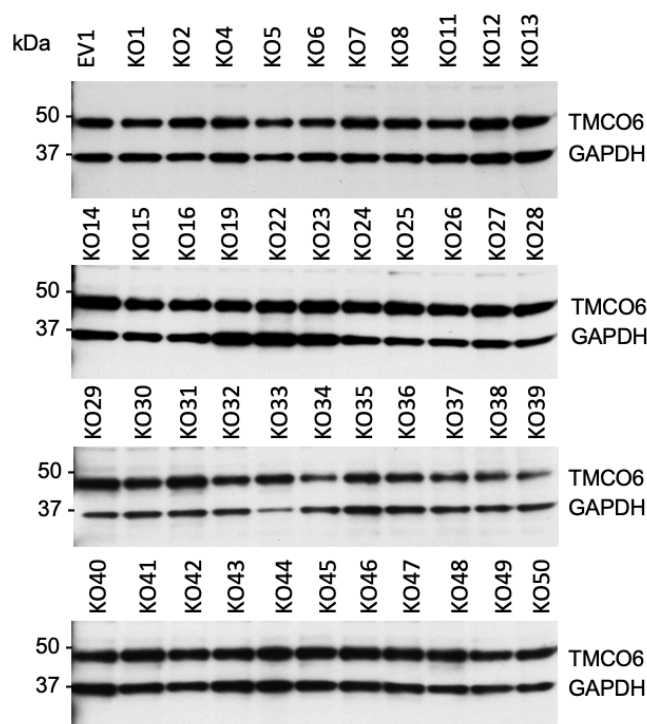 kDa
EV1 KO1 KO2 KO4 KO5 KO6 KO7 KO8 KO11 KO12 KO13
50 TMCO6
37 GAPDH
KO14 KO15 KO16 KO19 KO22 KO23 KO24 KO25 KO26 KO27 KO28
50 TMCO6
37 GAPDH
KO29 KO30 KO31 KO32 KO33 KO34 KO35 KO36 KO37 KO38 KO39
50 TMCO6
37 GAPDH
KO40 KO41 KO42 KO43 KO44 KO45 KO46 KO47 KO48 KO49 KO50
50 TMCO6
37 GAPDH